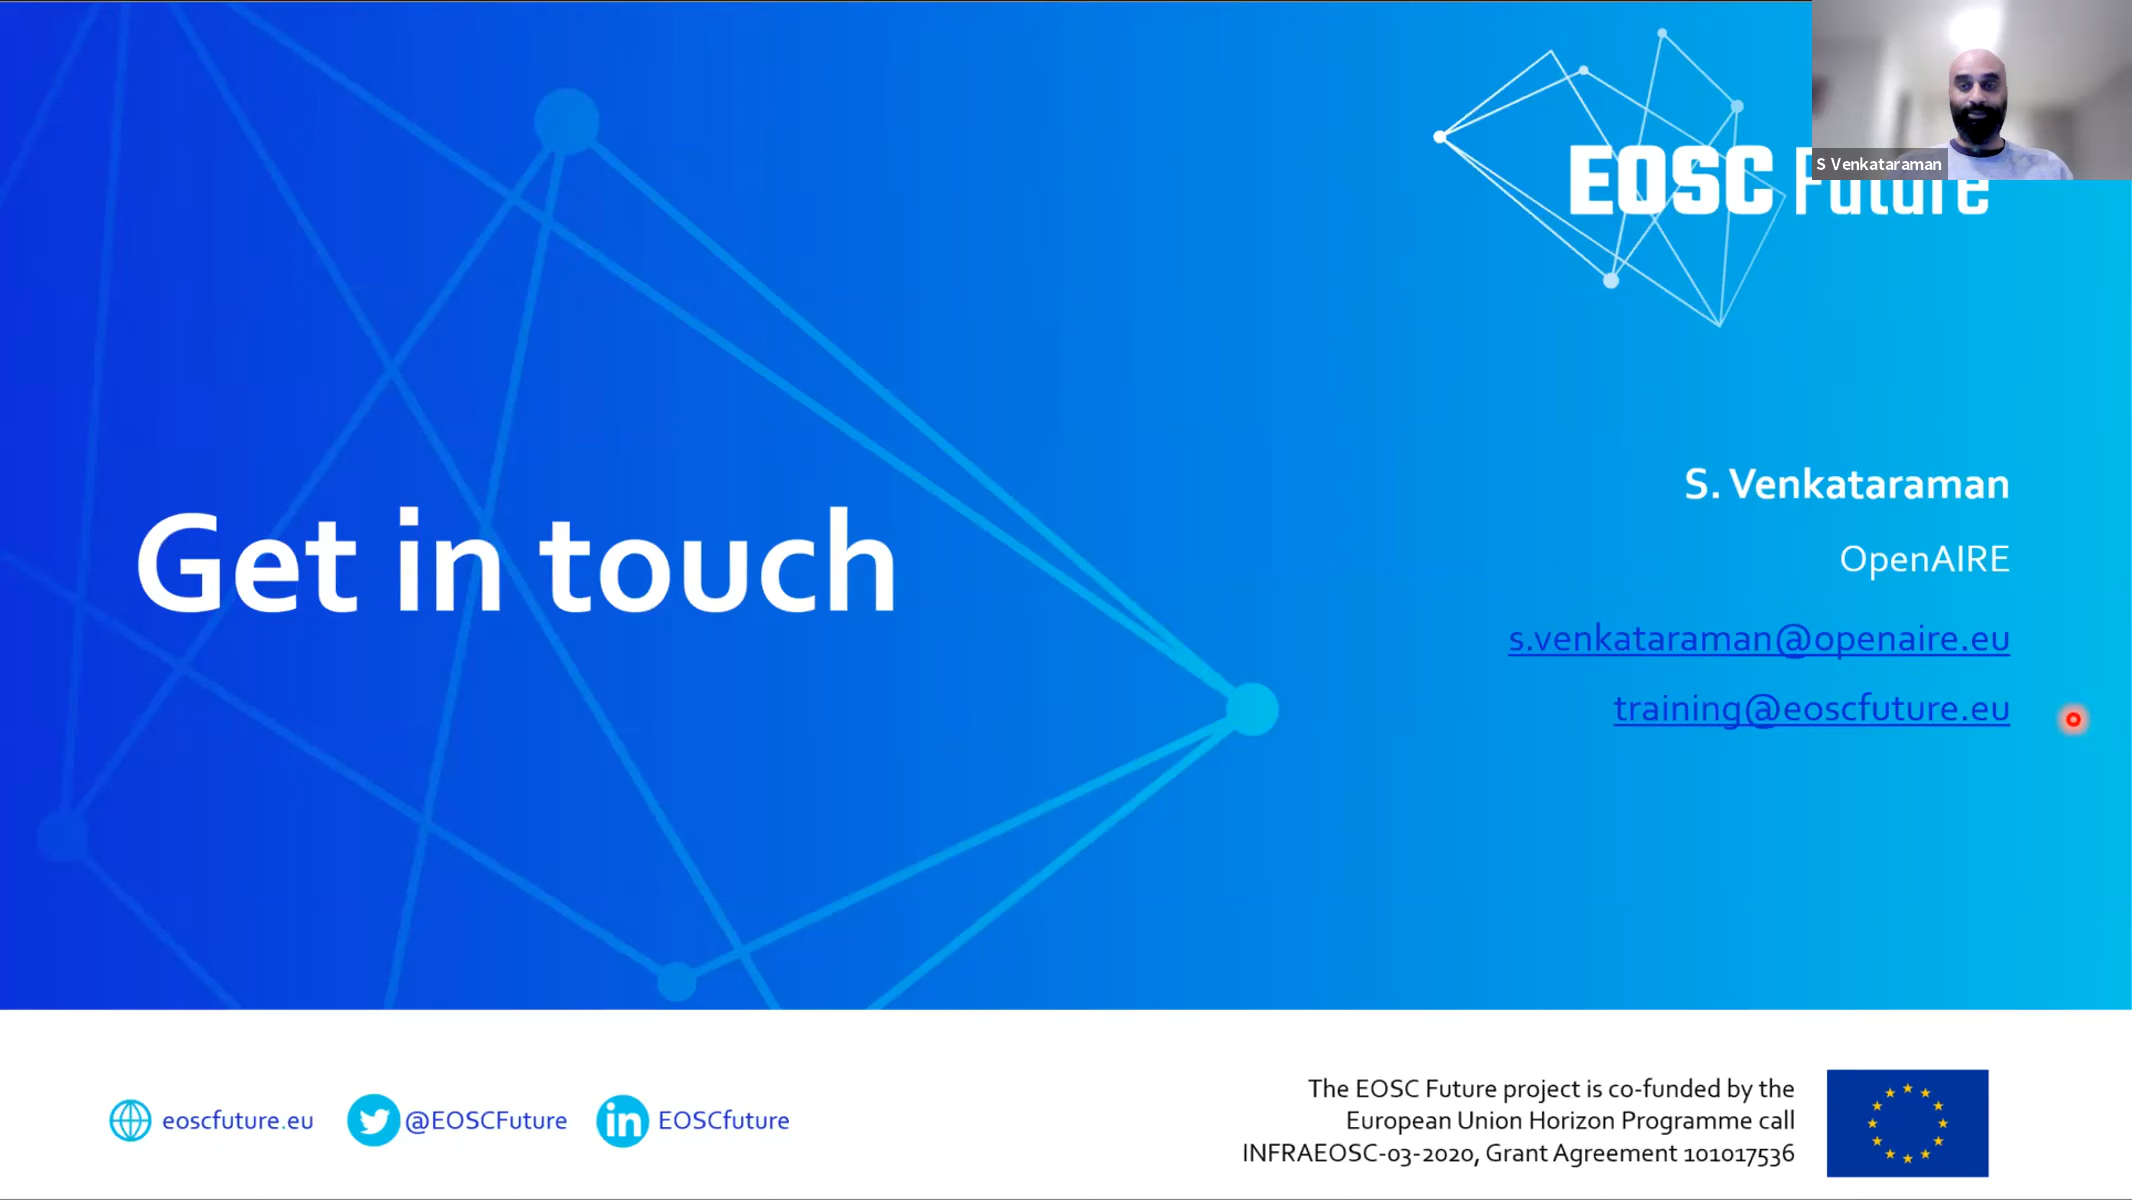 EOSC Future
S Venkataraman
Get in touch
S. Venkataraman
OpenAIRE
s.venkataraman@openaire.eu
training@eoscfuture.eu
eoscfuture.eu
@EOSCFuture
in
EOSCfuture
The EOSC Future project is co-funded by the
European Union Horizon Programme call
INFRAEOSC-03-2020, Grant Agreement 101017536